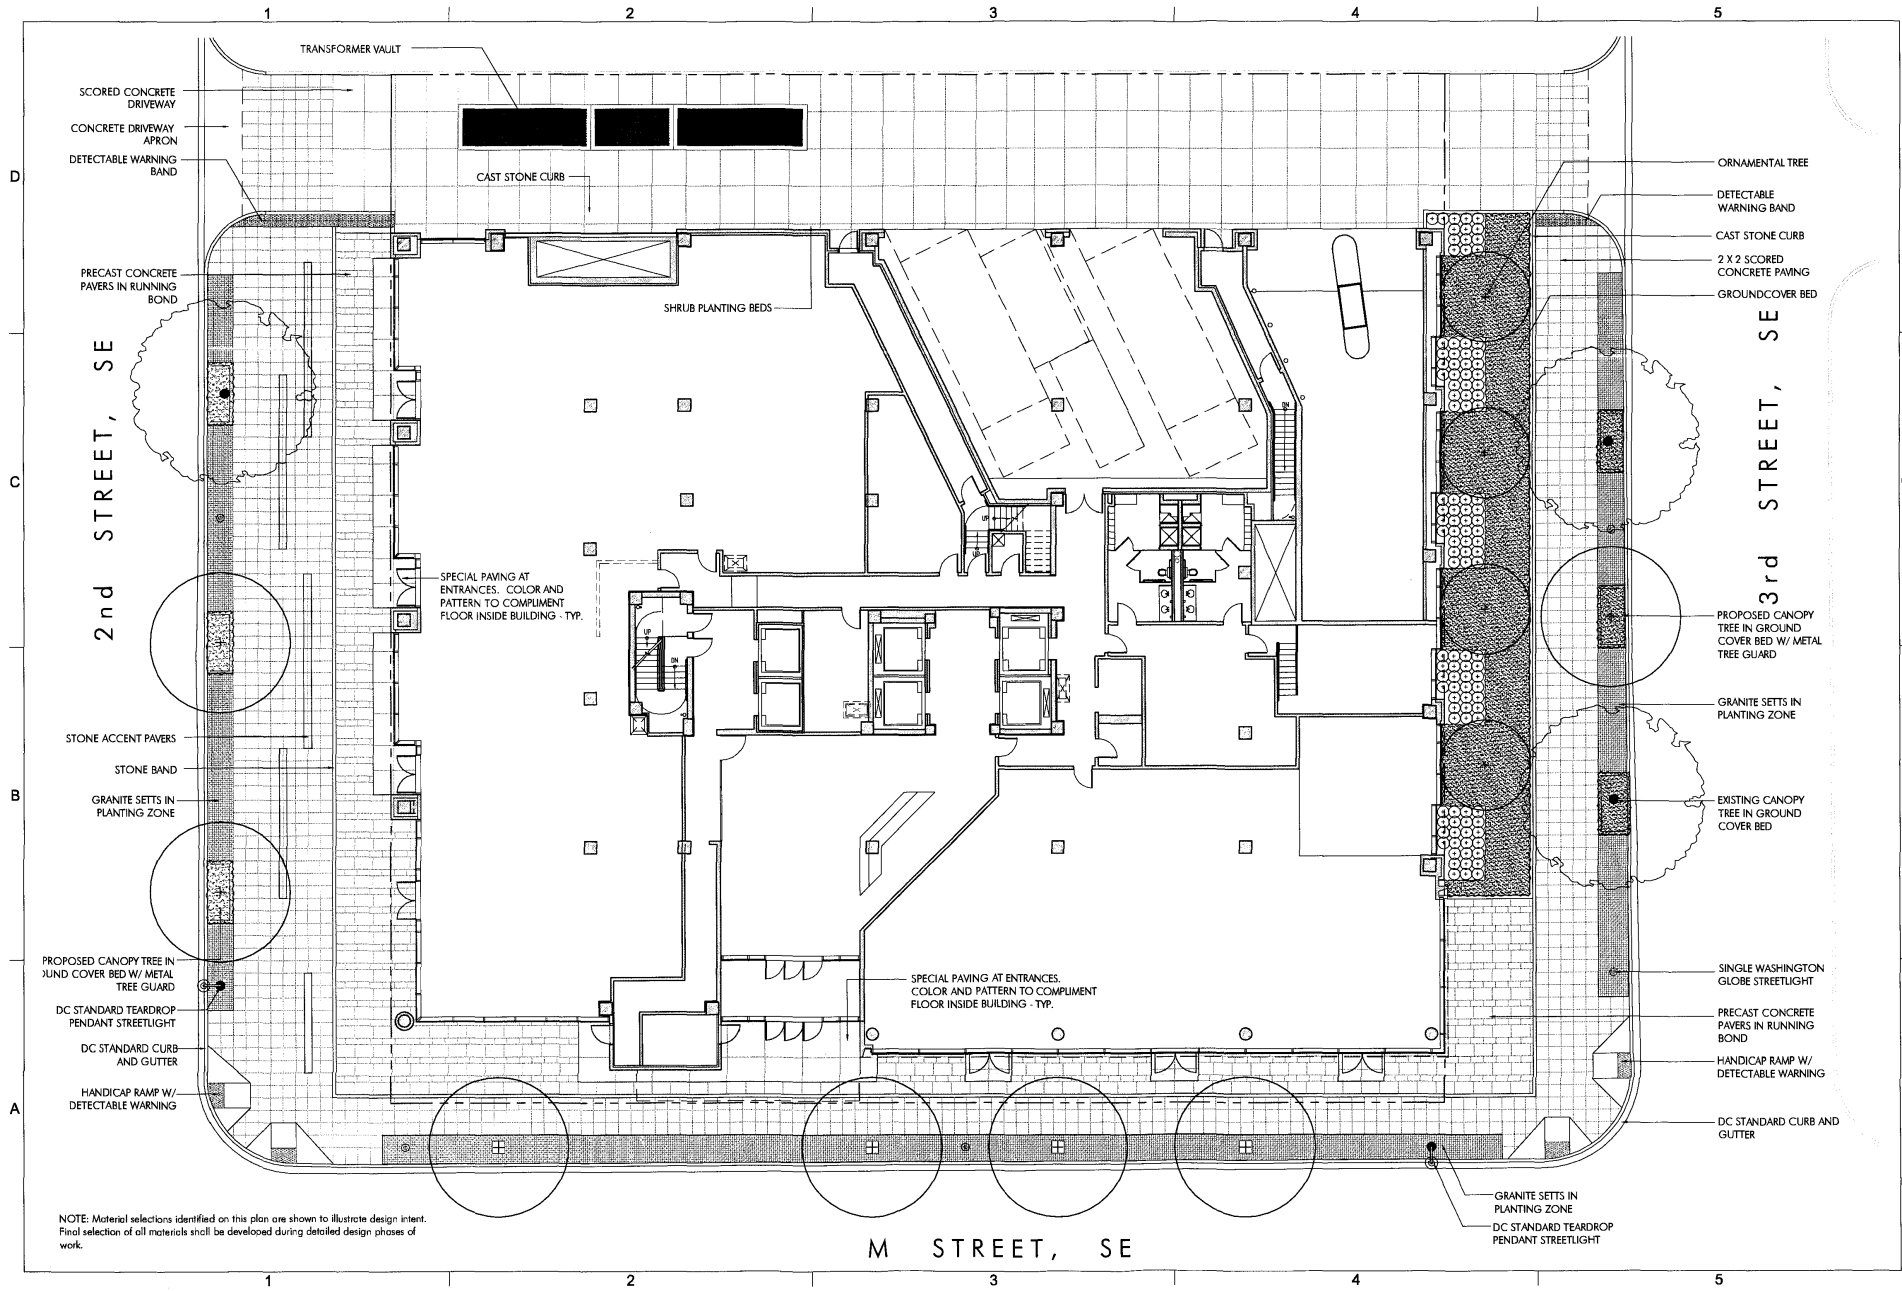 1 2 3 4 5
TRANSFORMER VAULT
SCORED CONCRETE
DRIVEWAY
CONCRETE DRIVEWAY
APRON
DETECTABLE WARNING
BAND
D
CAST STONE CURB
PRECAST CONCRETE
PAVERS IN RUNNING
BOND
SHRUB PLANTING BEDS
2nd STREET, SE
C
SPECIAL PAVING AT
ENTRANCES. COLOR AND
PATTERN TO COMPLIMENT
FLOOR INSIDE BUILDING - TYP.
UP
DN
UP
UP
DN
STONE ACCENT PAVERS
STONE BAND
B
GRANITE SETTS IN
PLANTING ZONE
PROPOSED CANOPY TREE IN
UND COVER BED W/ METAL
TREE GUARD
DC STANDARD TEARDROP
PENDANT STREETLIGHT
DC STANDARD CURB
AND GUTTER
HANDICAP RAMP W/
DETECTABLE WARNING
A
SPECIAL PAVING AT ENTRANCES.
COLOR AND PATTERN TO COMPLIMENT
FLOOR INSIDE BUILDING - TYP.
ORNAMENTAL TREE
DETECTABLE
WARNING BAND
D
CAST STONE CURB
2 X 2 SCORED
CONCRETE PAVING
GROUNDCOVER BED
3rd STREET, SE
C
PROPOSED CANOPY
TREE IN GROUND
COVER BED W/ METAL
TREE GUARD
GRANITE SETTS IN
PLANTING ZONE
EXISTING CANOPY
TREE IN GROUND
COVER BED
B
SINGLE WASHINGTON
GLOBE STREETLIGHT
PRECAST CONCRETE
PAVERS IN RUNNING
BOND
HANDICAP RAMP W/
DETECTABLE WARNING
A
DC STANDARD CURB AND
GUTTER
GRANITE SETTS IN
PLANTING ZONE
DC STANDARD TEARDROP
PENDANT STREETLIGHT
NOTE: Material selections identified on this plan are shown to illustrate design intent.
Final selection of all materials shall be developed during detailed design phases of
work.
M STREET, SE
1 2 3 4 5